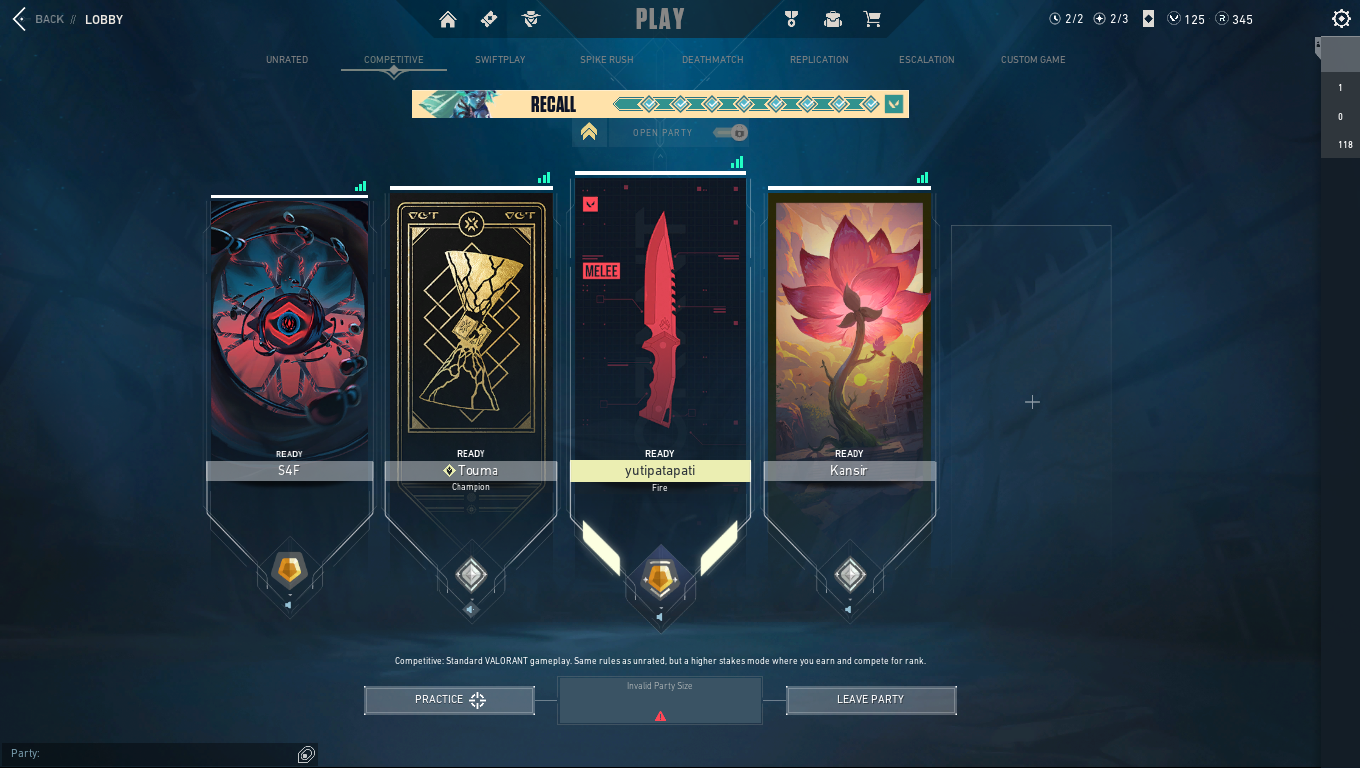 BACK // LOBBY
PLAY
2/2 2/3 125 345
UNRATED COMPETITIVE SWIFTPLAY SPIKE RUSH DEATHMATCH REPLICATION ESCALATION CUSTOM GAME
RECALL
OPEN PARTY
1
0
118
VCT VCT
MELEE
READY READY READY READY
S4F Touma yutipatapati Kansir
Champion Fire
Competitive: Standard VALORANT gameplay. Same rules as unrated, but a higher stakes mode where you earn and compete for rank.
PRACTICE Invalid Party Size LEAVE PARTY
Party: